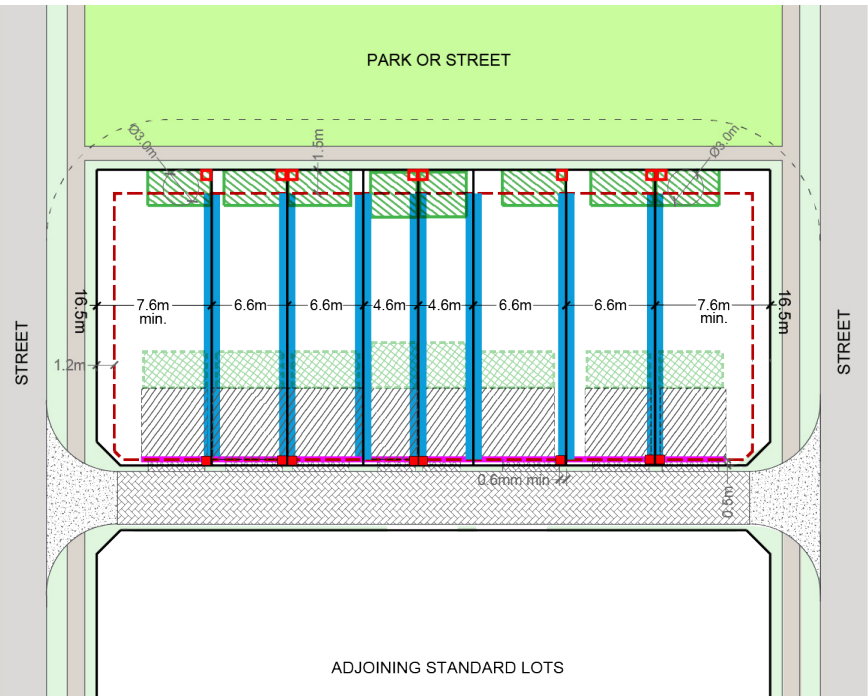 PARK OR STREET
Ø3.0m
1.5m
Ø3.0m
16.5m
7.6m
min.
6.6m
6.6m
4.6m
4.6m
6.6m
6.6m
7.6m
min.
16.5m
STREET
STREET
1.2m
0.6mm min
0.5m
ADJOINING STANDARD LOTS